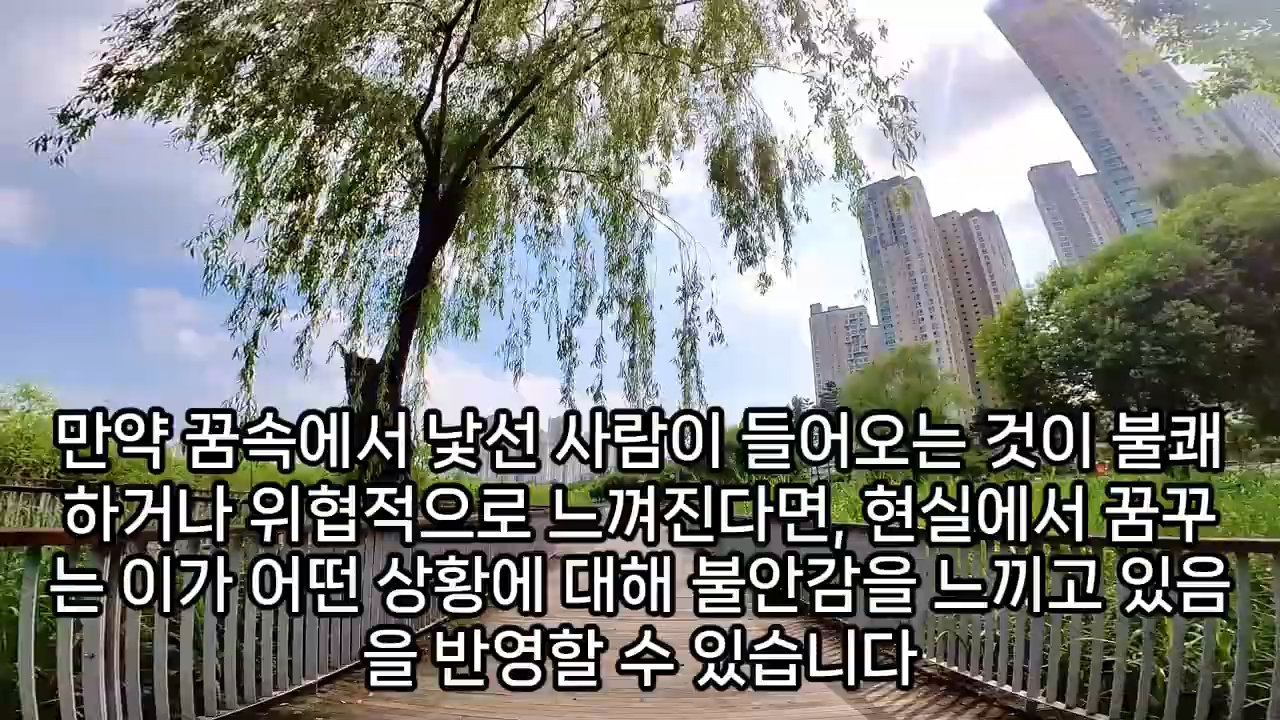 만약 꿈속에서 낯선 사람이 들어오는 것이 불쾌
하거나 위협적으로 느껴진다면, 현실에서 꿈꾸
는 이가 어떤 상황에 대해 불안감을 느끼고 있음
을 반영할 수 있습니다